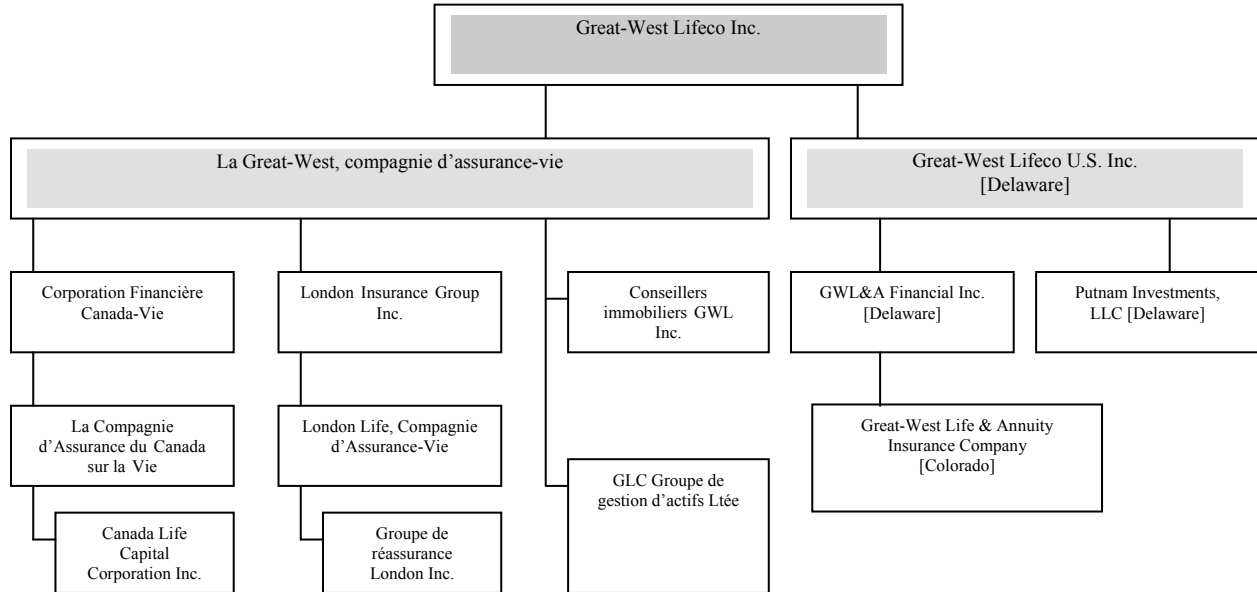 Great-West Lifeco Inc.
La Great-West, compagnie d'assurance-vie
Great-West Lifeco U.S. Inc.
[Delaware]
Corporation Financière
Canada-Vie
London Insurance Group
Inc.
Conseillers
immobiliers GWL
Inc.
GWL&A Financial Inc.
[Delaware]
Putnam Investments,
LLC [Delaware]
La Compagnie
d'Assurance du Canada
sur la Vie
London Life, Compagnie
d'Assurance-Vie
GLC Groupe de
gestion d'actifs Ltée
Great-West Life & Annuity
Insurance Company
[Colorado]
Canada Life
Capital
Corporation Inc.
Groupe de
réassurance
London Inc.